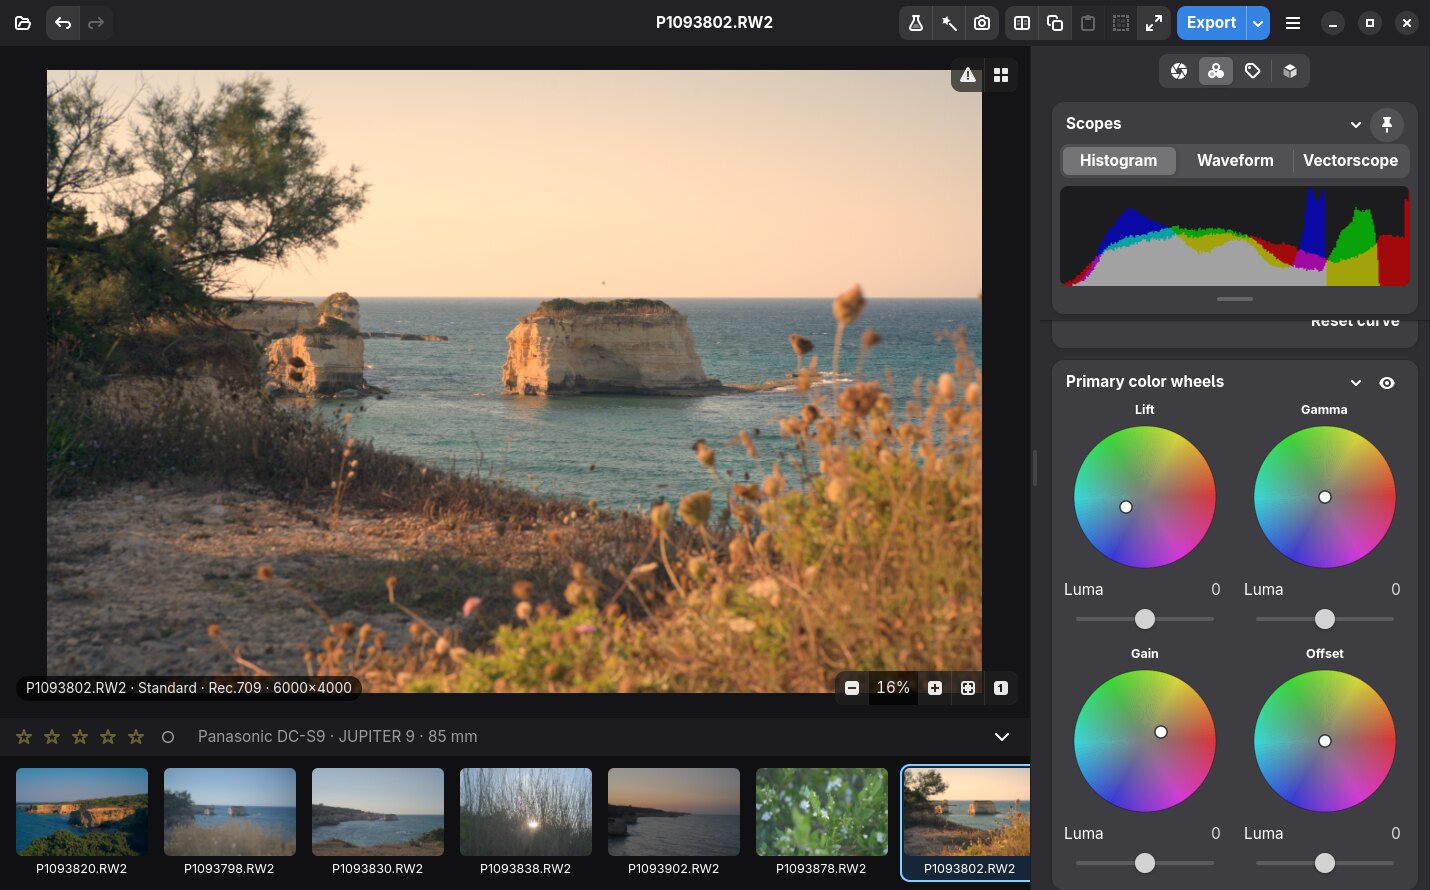 P1093802.RW2
Export
Scopes
Histogram
Waveform
Vectorscope
Reset curve
Primary color wheels
Lift
Gamma
Luma 0
Luma 0
Gain
Offset
Luma 0
Luma 0
P1093802.RW2 · Standard · Rec.709 · 6000×4000
16%
1
Panasonic DC-S9 · JUPITER 9 · 85 mm
P1093820.RW2
P1093798.RW2
P1093830.RW2
P1093838.RW2
P1093902.RW2
P1093878.RW2
P1093802.RW2